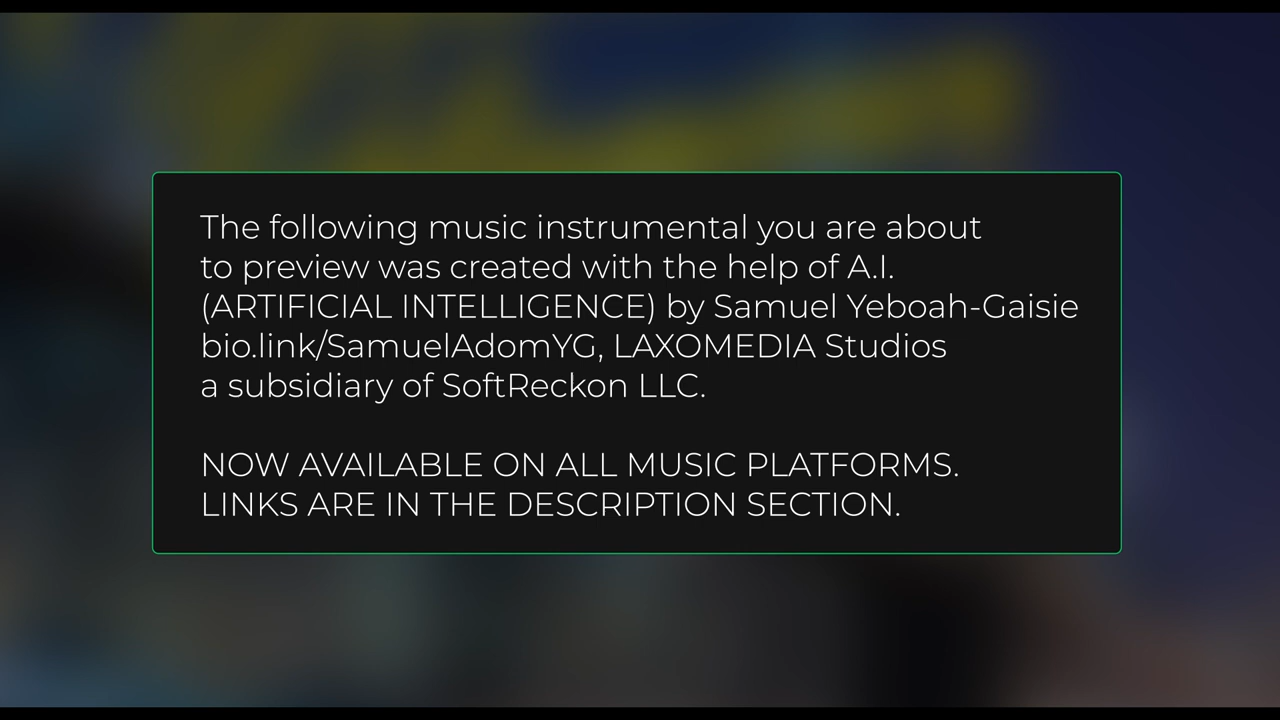 The following music instrumental you are about
to preview was created with the help of A.I.
(ARTIFICIAL INTELLIGENCE) by Samuel Yeboah-Gaisie
bio.link/SamuelAdomYG, LAXOMEDIA Studios
a subsidiary of SoftReckon LLC.
NOW AVAILABLE ON ALL MUSIC PLATFORMS.
LINKS ARE IN THE DESCRIPTION SECTION.